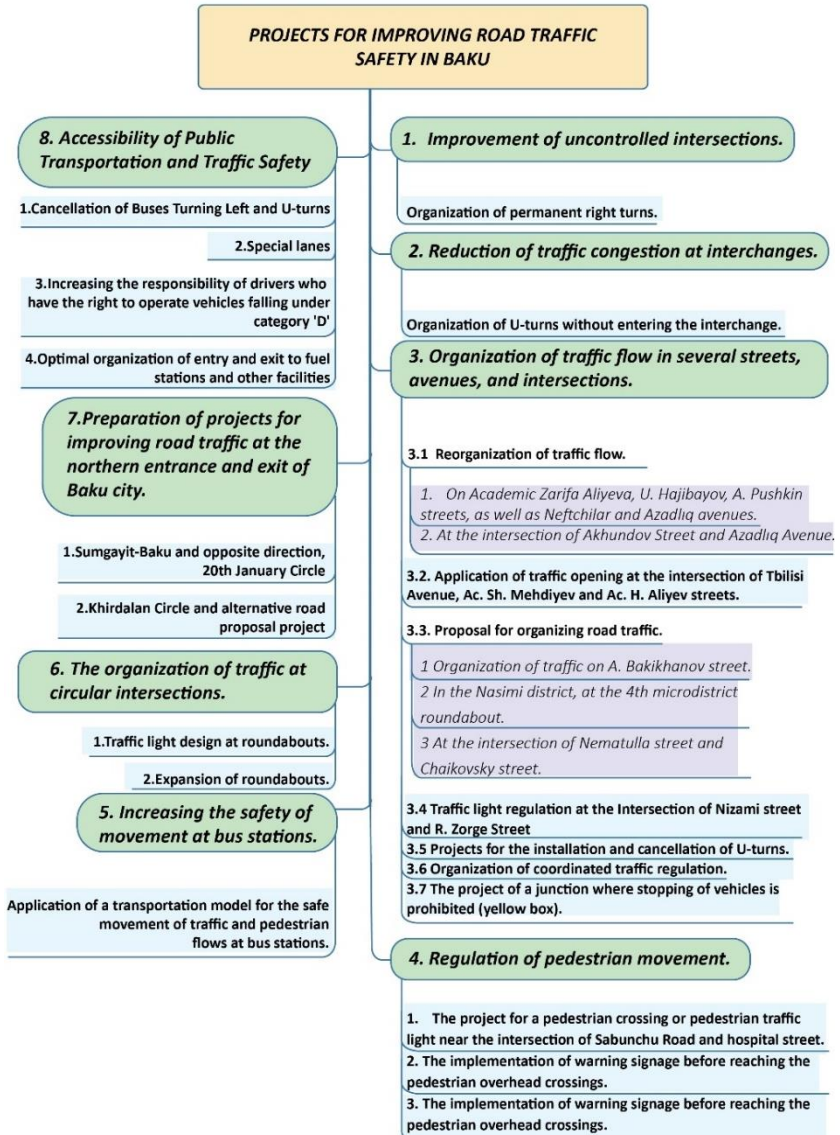 PROJECTS FOR IMPROVING ROAD TRAFFIC
SAFETY IN BAKU
1. Improvement of uncontrolled intersections.
Organization of permanent right turns.
2. Reduction of traffic congestion at interchanges.
Organization of U-turns without entering the interchange.
3. Organization of traffic flow in several streets,
avenues, and intersections.
3.1 Reorganization of traffic flow.
1. On Academic Zarifa Aliyeva, U. Hajibayov, A. Pushkin
streets, as well as Neftchilar and Azadlıq avenues.
2. At the intersection of Akhundov Street and Azadlıq Avenue.
3.2. Application of traffic opening at the intersection of Tbilisi
Avenue, Ac. Sh. Mehdiyev and Ac. H. Aliyev streets.
3.3. Proposal for organizing road traffic.
1 Organization of traffic on A. Bakikhanov street.
2 In the Nasimi district, at the 4th microdistrict
roundabout.
3 At the intersection of Nematulla street and
Chaikovsky street.
3.4 Traffic light regulation at the Intersection of Nizami street
and R. Zorge Street
3.5 Projects for the installation and cancellation of U-turns.
3.6 Organization of coordinated traffic regulation.
3.7 The project of a junction where stopping of vehicles is
prohibited (yellow box).
4. Regulation of pedestrian movement.
1. The project for a pedestrian crossing or pedestrian traffic
light near the intersection of Sabunchu Road and hospital street.
2. The implementation of warning signage before reaching the
pedestrian overhead crossings.
3. The implementation of warning signage before reaching the
pedestrian overhead crossings.
8. Accessibility of Public
Transportation and Traffic Safety
1.Cancellation of Buses Turning Left and U-turns
2.Special lanes
3.Increasing the responsibility of drivers who
have the right to operate vehicles falling under
category 'D'
4.Optimal organization of entry and exit to fuel
stations and other facilities
7.Preparation of projects for
improving road traffic at the
northern entrance and exit of
Baku city.
1.Sumgayit-Baku and opposite direction,
20th January Circle
2.Khirdalan Circle and alternative road
proposal project
6. The organization of traffic at
circular intersections.
1.Traffic light design at roundabouts.
2.Expansion of roundabouts.
5. Increasing the safety of
movement at bus stations.
Application of a transportation model for the safe
movement of traffic and pedestrian
flows at bus stations.